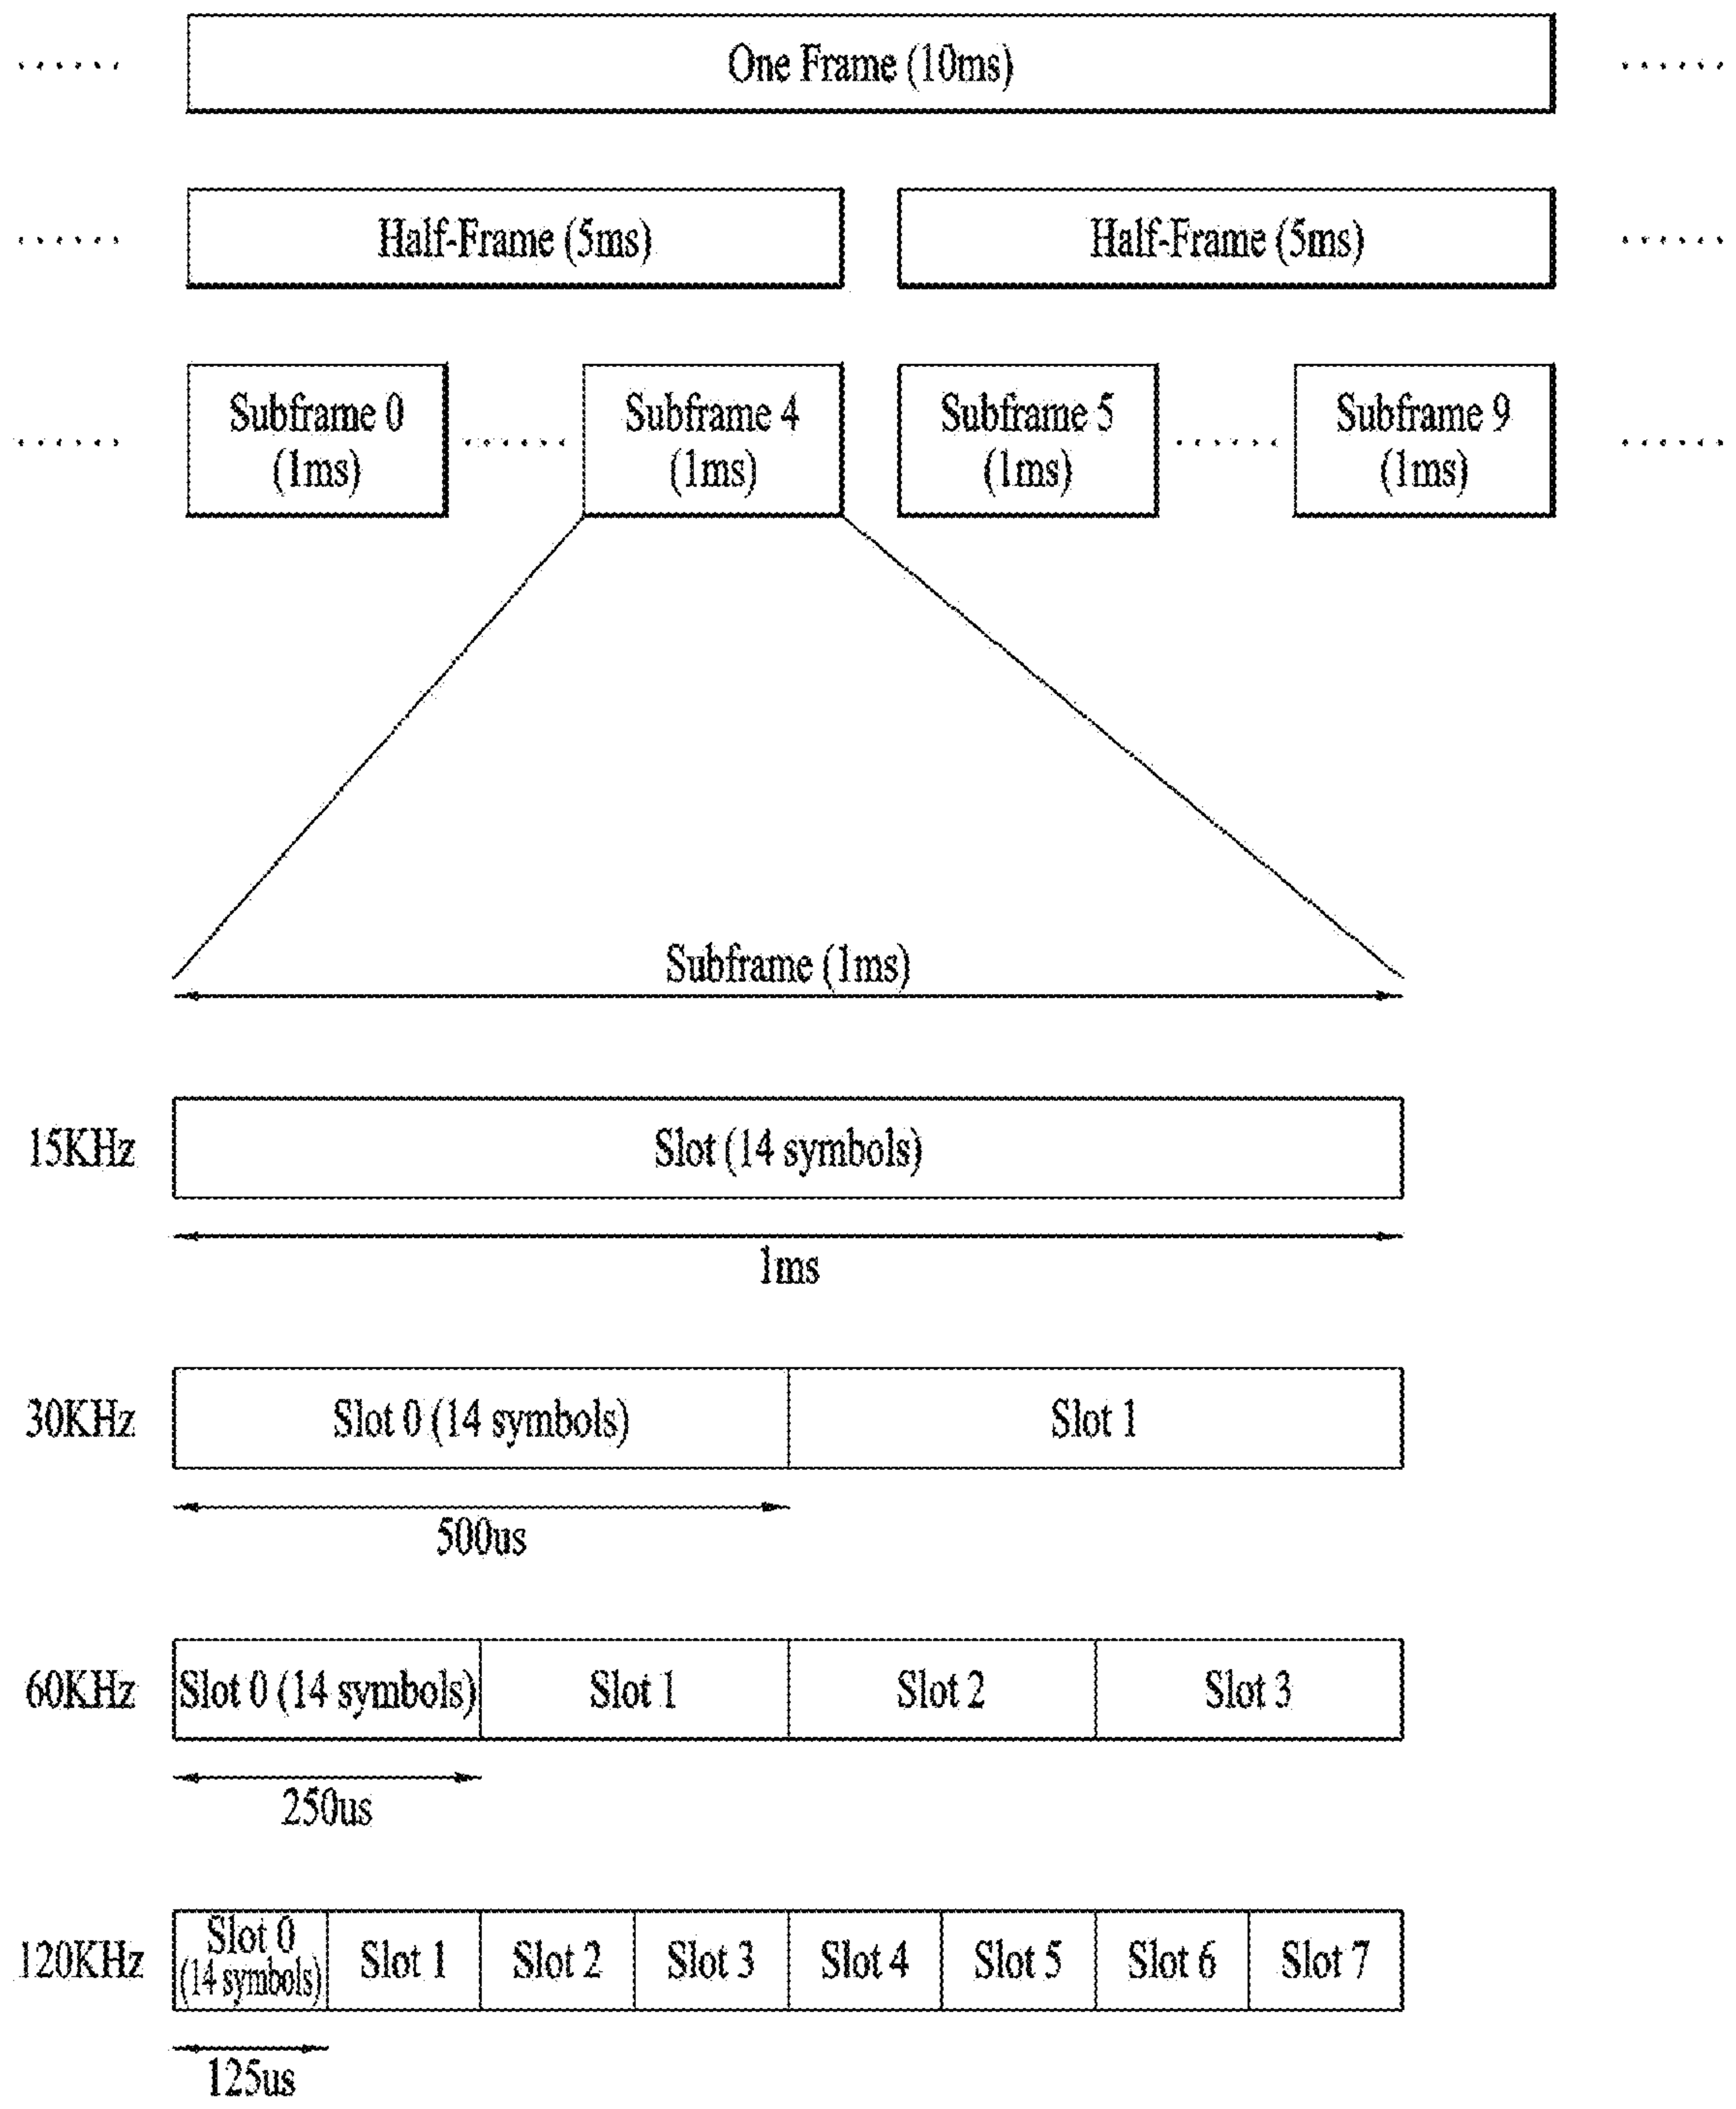 One Frame (10ms)
Half-Frame (5ms) Half-Frame (5ms)
Subframe 0 Subframe 4 Subframe 5 Subframe 9
(1ms) (1ms) (1ms) (1ms)
Subframe (1ms)
15KHz Slot (14 symbols)
1ms
30KHz Slot 0 (14 symbols) Slot 1
500us
60KHz Slot 0 (14 symbols) Slot 1 Slot 2 Slot 3
250us
120KHz Slot 0 (14 symbols) Slot 1 Slot 2 Slot 3 Slot 4 Slot 5 Slot 6 Slot 7
125us